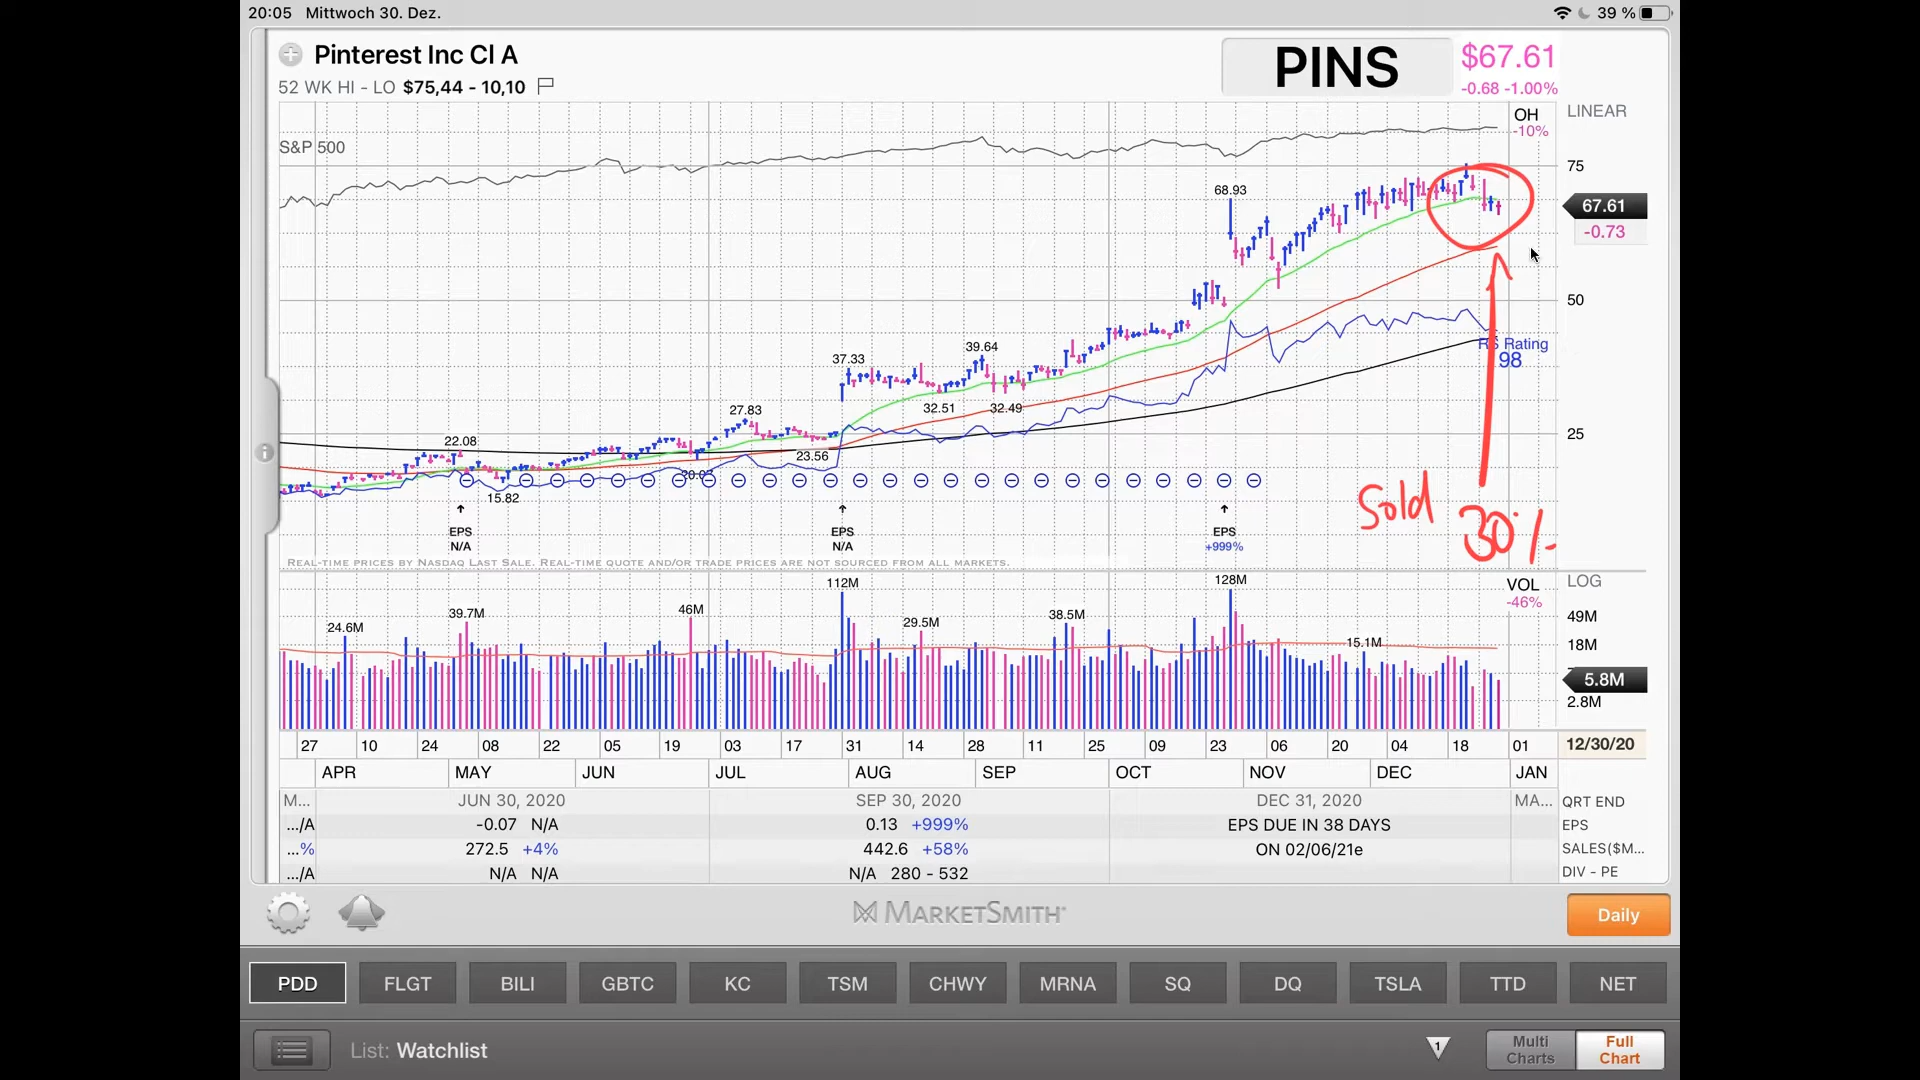 20:05 Mittwoch 30. Dez.
39 %
Pinterest Inc Cl A
PINS
$67.61
52 WK HI - LO $75,44 - 10,10
-0.68 -1.00%
OH
-10%
LINEAR
S&P 500
75
68.93
67.61
-0.73
50
RS Rating
98
37.33
39.64
32.51
32.49
27.83
25
22.08
23.56
20.07
15.82
Sold 30%
EPS
N/A
EPS
N/A
EPS
+999%
Real-time prices by Nasdaq Last Sale. Real-time quote and/or trade prices are not sourced from all markets.
112M
128M
VOL
-46%
LOG
24.6M
39.7M
46M
29.5M
38.5M
15.1M
49M
18M
5.8M
2.8M
27 10 24 08 22 05 19 03 17 31 14 28 11 25 09 23 06 20 04 18 01
12/30/20
APR MAY JUN JUL AUG SEP OCT NOV DEC JAN
M... JUN 30, 2020 SEP 30, 2020 DEC 31, 2020 MA... QRT END
.../A -0.07 N/A 0.13 +999% EPS DUE IN 38 DAYS EPS
...% 272.5 +4% 442.6 +58% ON 02/06/21e SALES($M...
.../A N/A N/A N/A 280 - 532 DIV - PE
MARKETSMITH
Daily
PDD FLGT BILI GBTC KC TSM CHWY MRNA SQ DQ TSLA TTD NET
List: Watchlist
1
Multi Charts
Full Chart